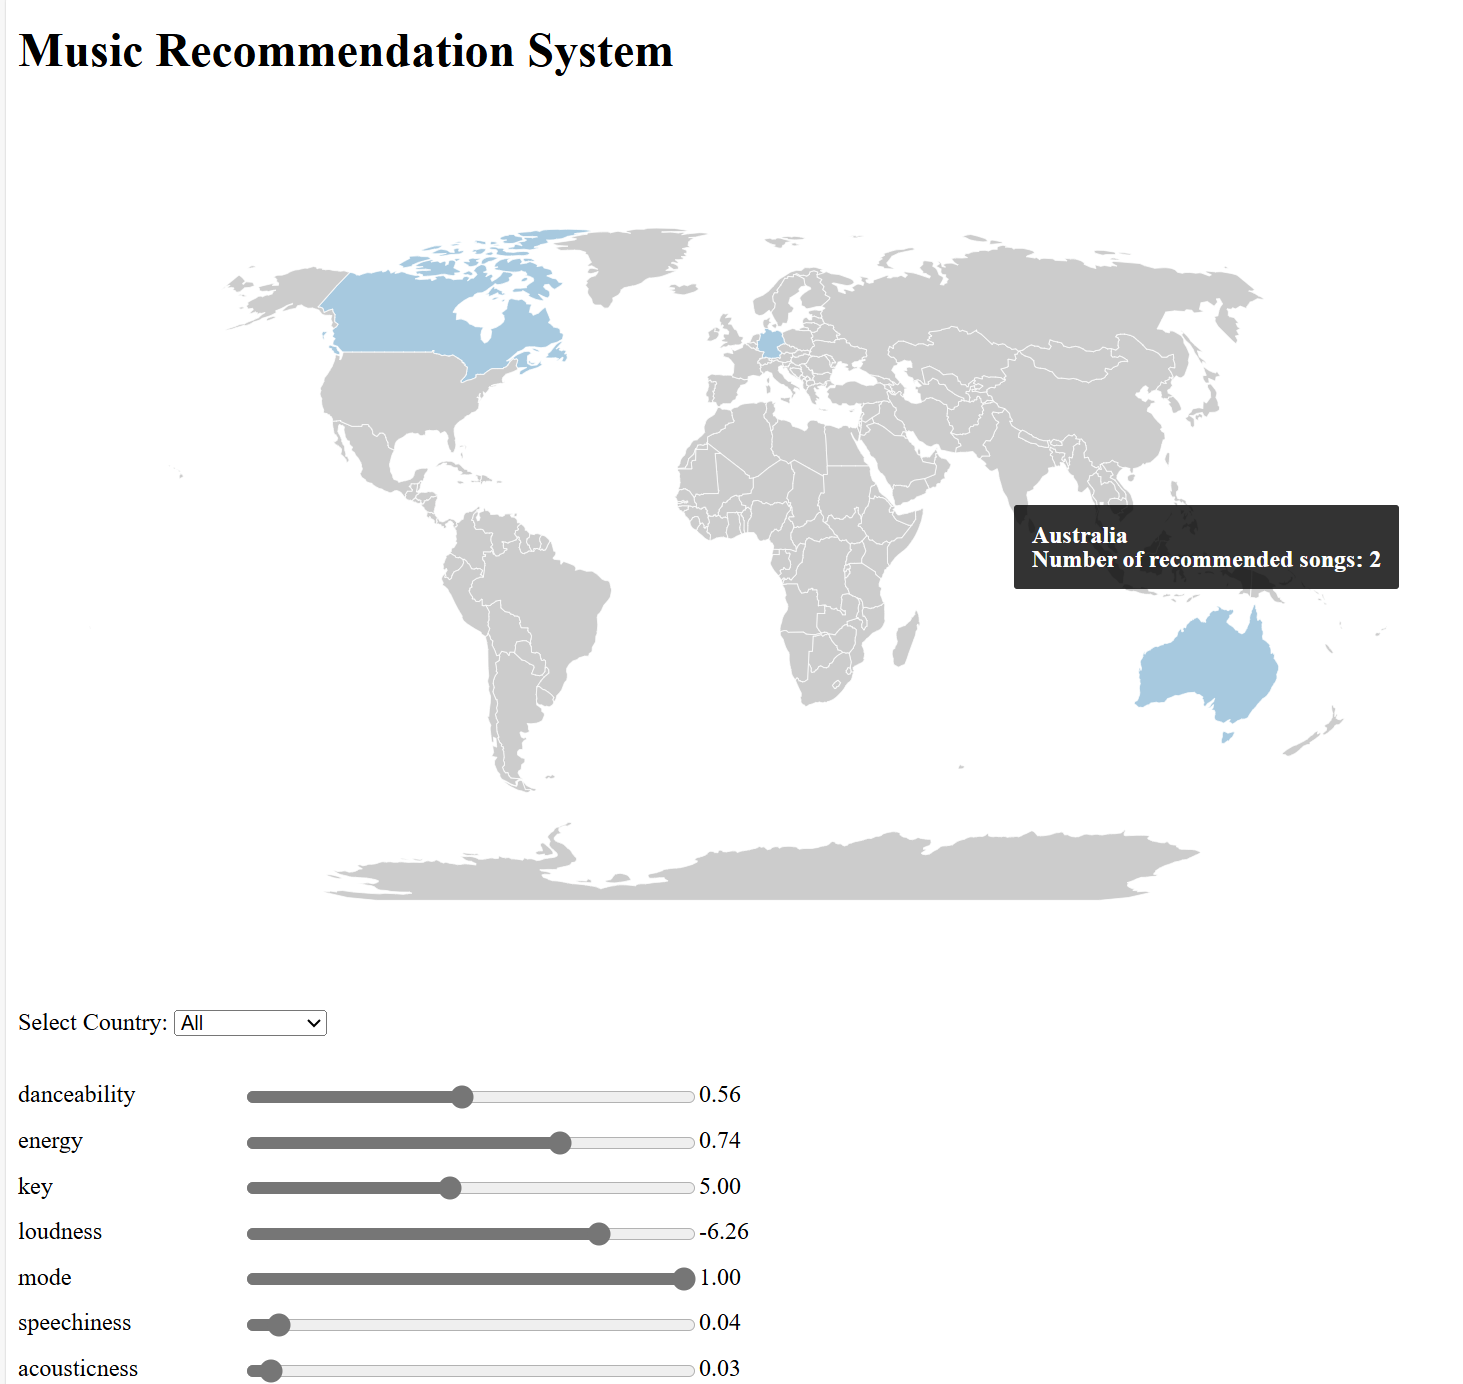 Music Recommendation System
Australia
Number of recommended songs: 2
Select Country: All
danceability 0.56
energy 0.74
key 5.00
loudness -6.26
mode 1.00
speechiness 0.04
acousticness 0.03